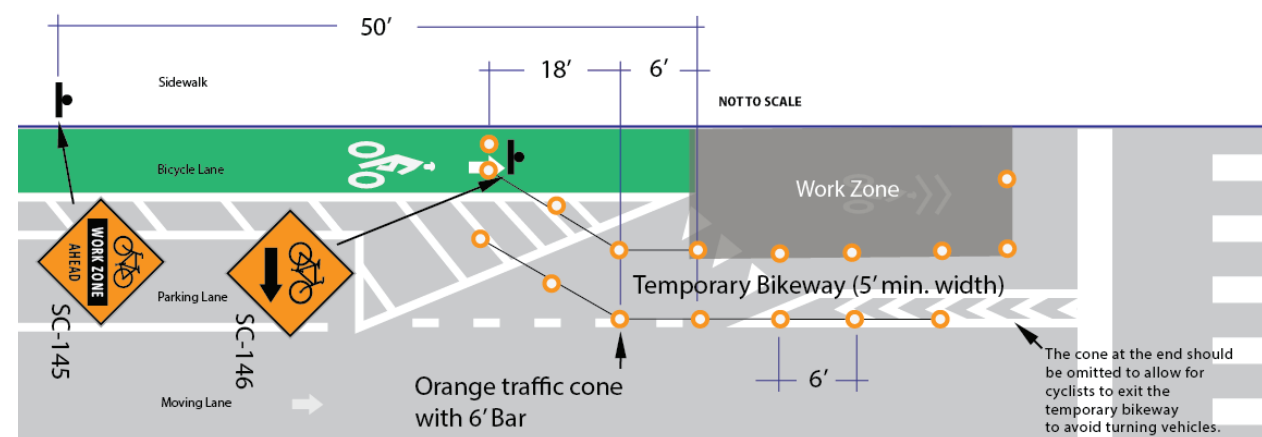 50’
18’
6’
Sidewalk
NOT TO SCALE
Bicycle Lane
Work Zone
WORK ZONE
AHEAD
Parking Lane
Temporary Bikeway (5’ min. width)
SC-145
SC-146
Orange traffic cone
with 6’ Bar
6’
Moving Lane
The cone at the end should
be omitted to allow for
cyclists to exit the
temporary bikeway
to avoid turning vehicles.